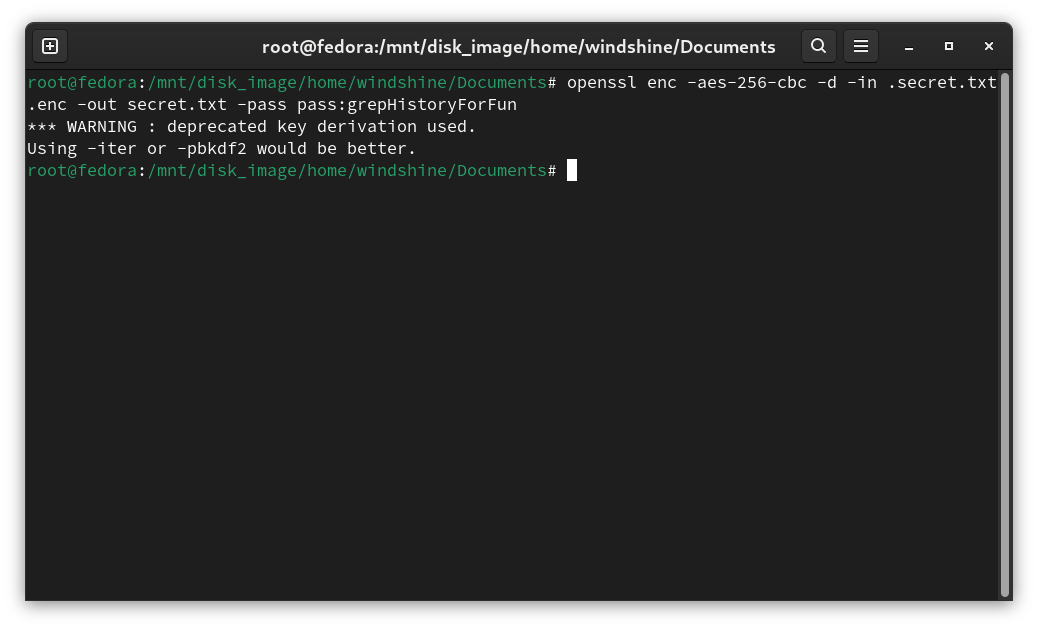 root@fedora:/mnt/disk_image/home/windshine/Documents
root@fedora:/mnt/disk_image/home/windshine/Documents# openssl enc -aes-256-cbc -d -in .secret.txt
.enc -out secret.txt -pass pass:grepHistoryForFun
*** WARNING : deprecated key derivation used.
Using -iter or -pbkdf2 would be better.
root@fedora:/mnt/disk_image/home/windshine/Documents#